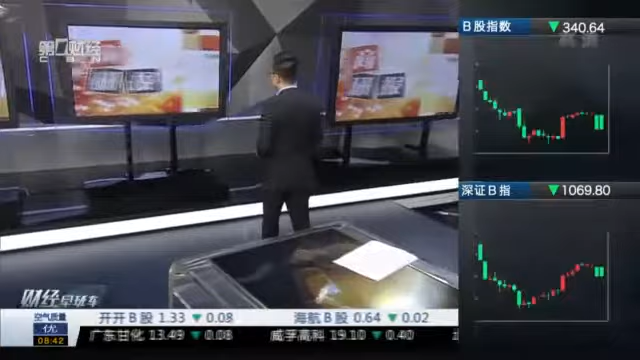 第一财经
CBN
B股指数 ▼340.64
深证B指 ▼1069.80
财经早班车
空气质量
优
08:42
开开B股 1.33 ▼0.08 海航B股 0.64 ▼0.02
广东甘化 13.49 ▼0.08 威孚高科 19.10 ▼0.40